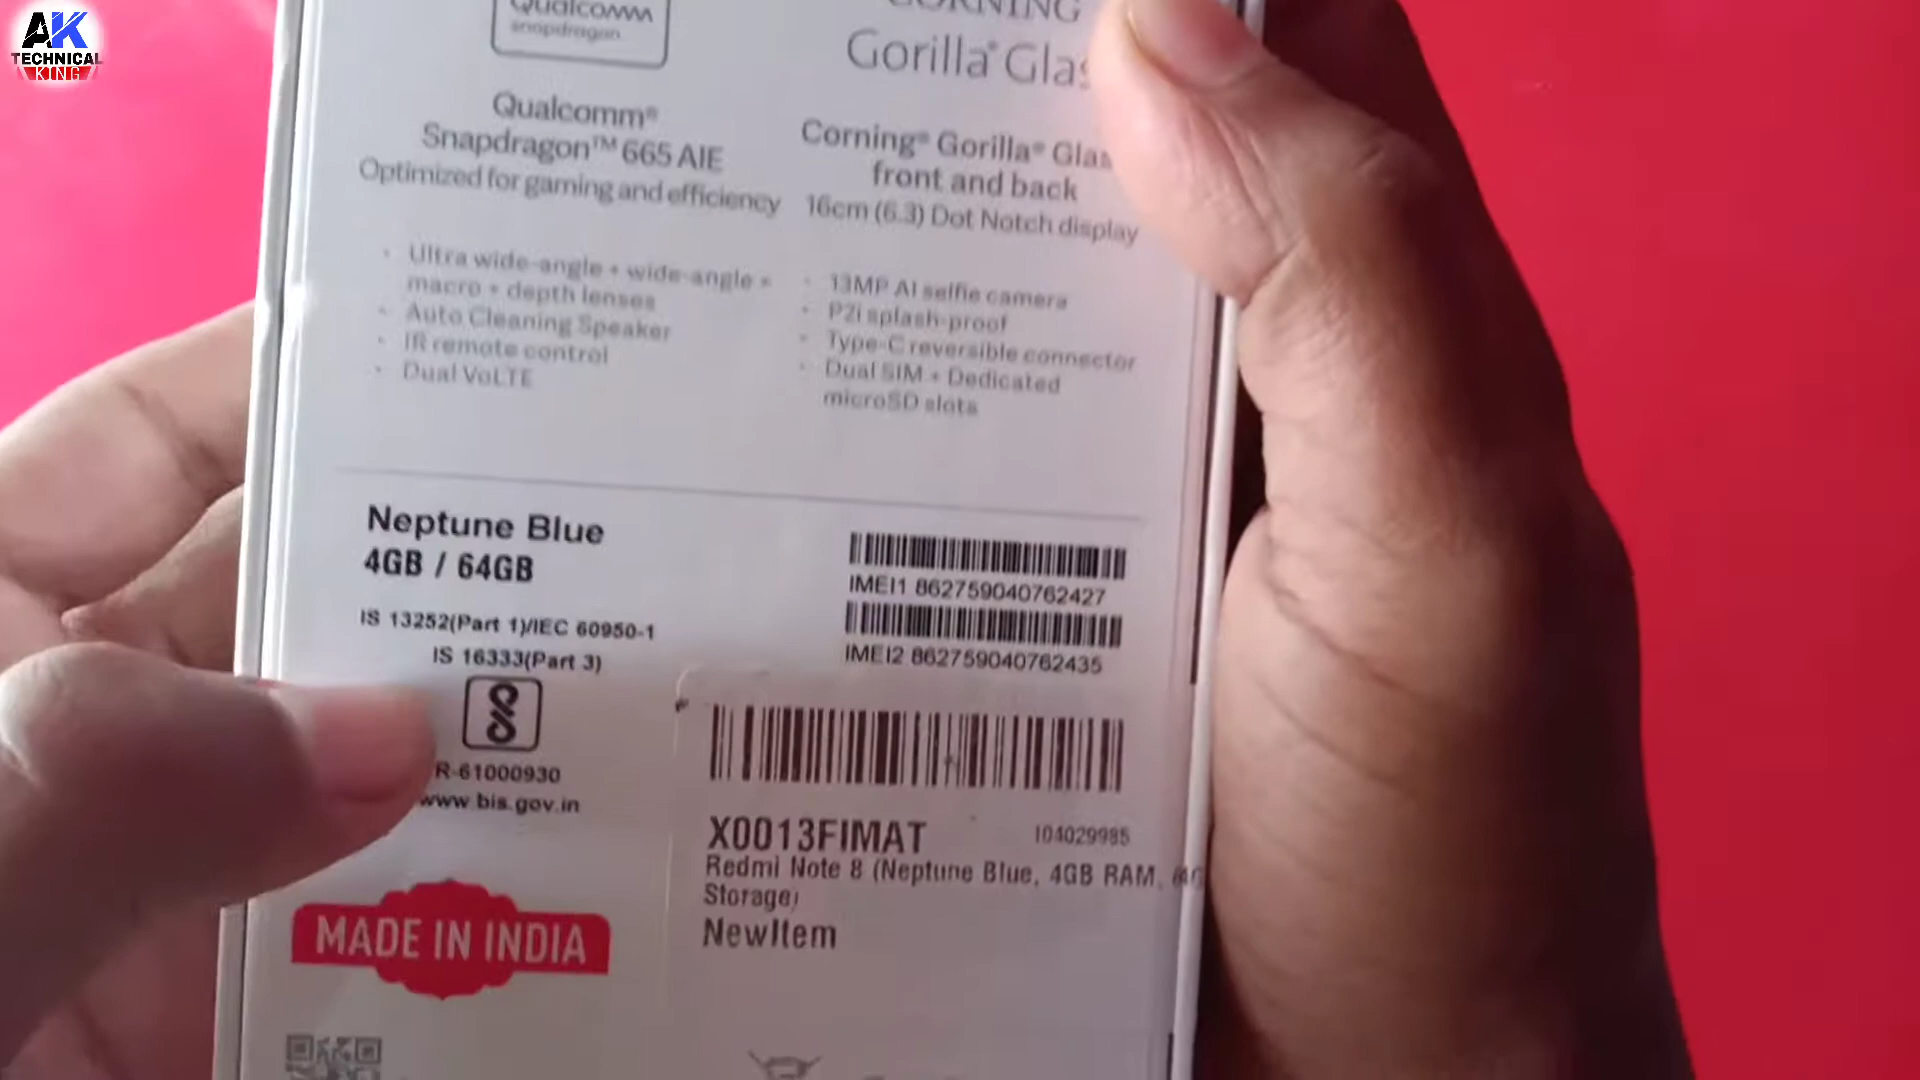 AK
TECHNICAL
KING
Qualcomm
snapdragon
CORNING
Gorilla® Glas
Qualcomm®
Snapdragon™ 665 AIE
Optimized for gaming and efficiency
Corning® Gorilla® Glas
front and back
16cm (6.3) Dot Notch display
• Ultra wide-angle + wide-angle +
macro + depth lenses
• Auto Cleaning Speaker
• IR remote control
• Dual VoLTE
• 13MP AI selfie camera
• P2i splash-proof
• Type-C reversible connector
• Dual SIM + Dedicated
microSD slots
Neptune Blue
4GB / 64GB
IS 13252(Part 1)/IEC 60950-1
IS 16333(Part 3)
R-61000930
www.bis.gov.in
MADE IN INDIA
IMEI1 862759040762427
IMEI2 862759040762435
X0013FIMAT
104029985
Redmi Note 8 (Neptune Blue, 4GB RAM,
Storage)
NewItem